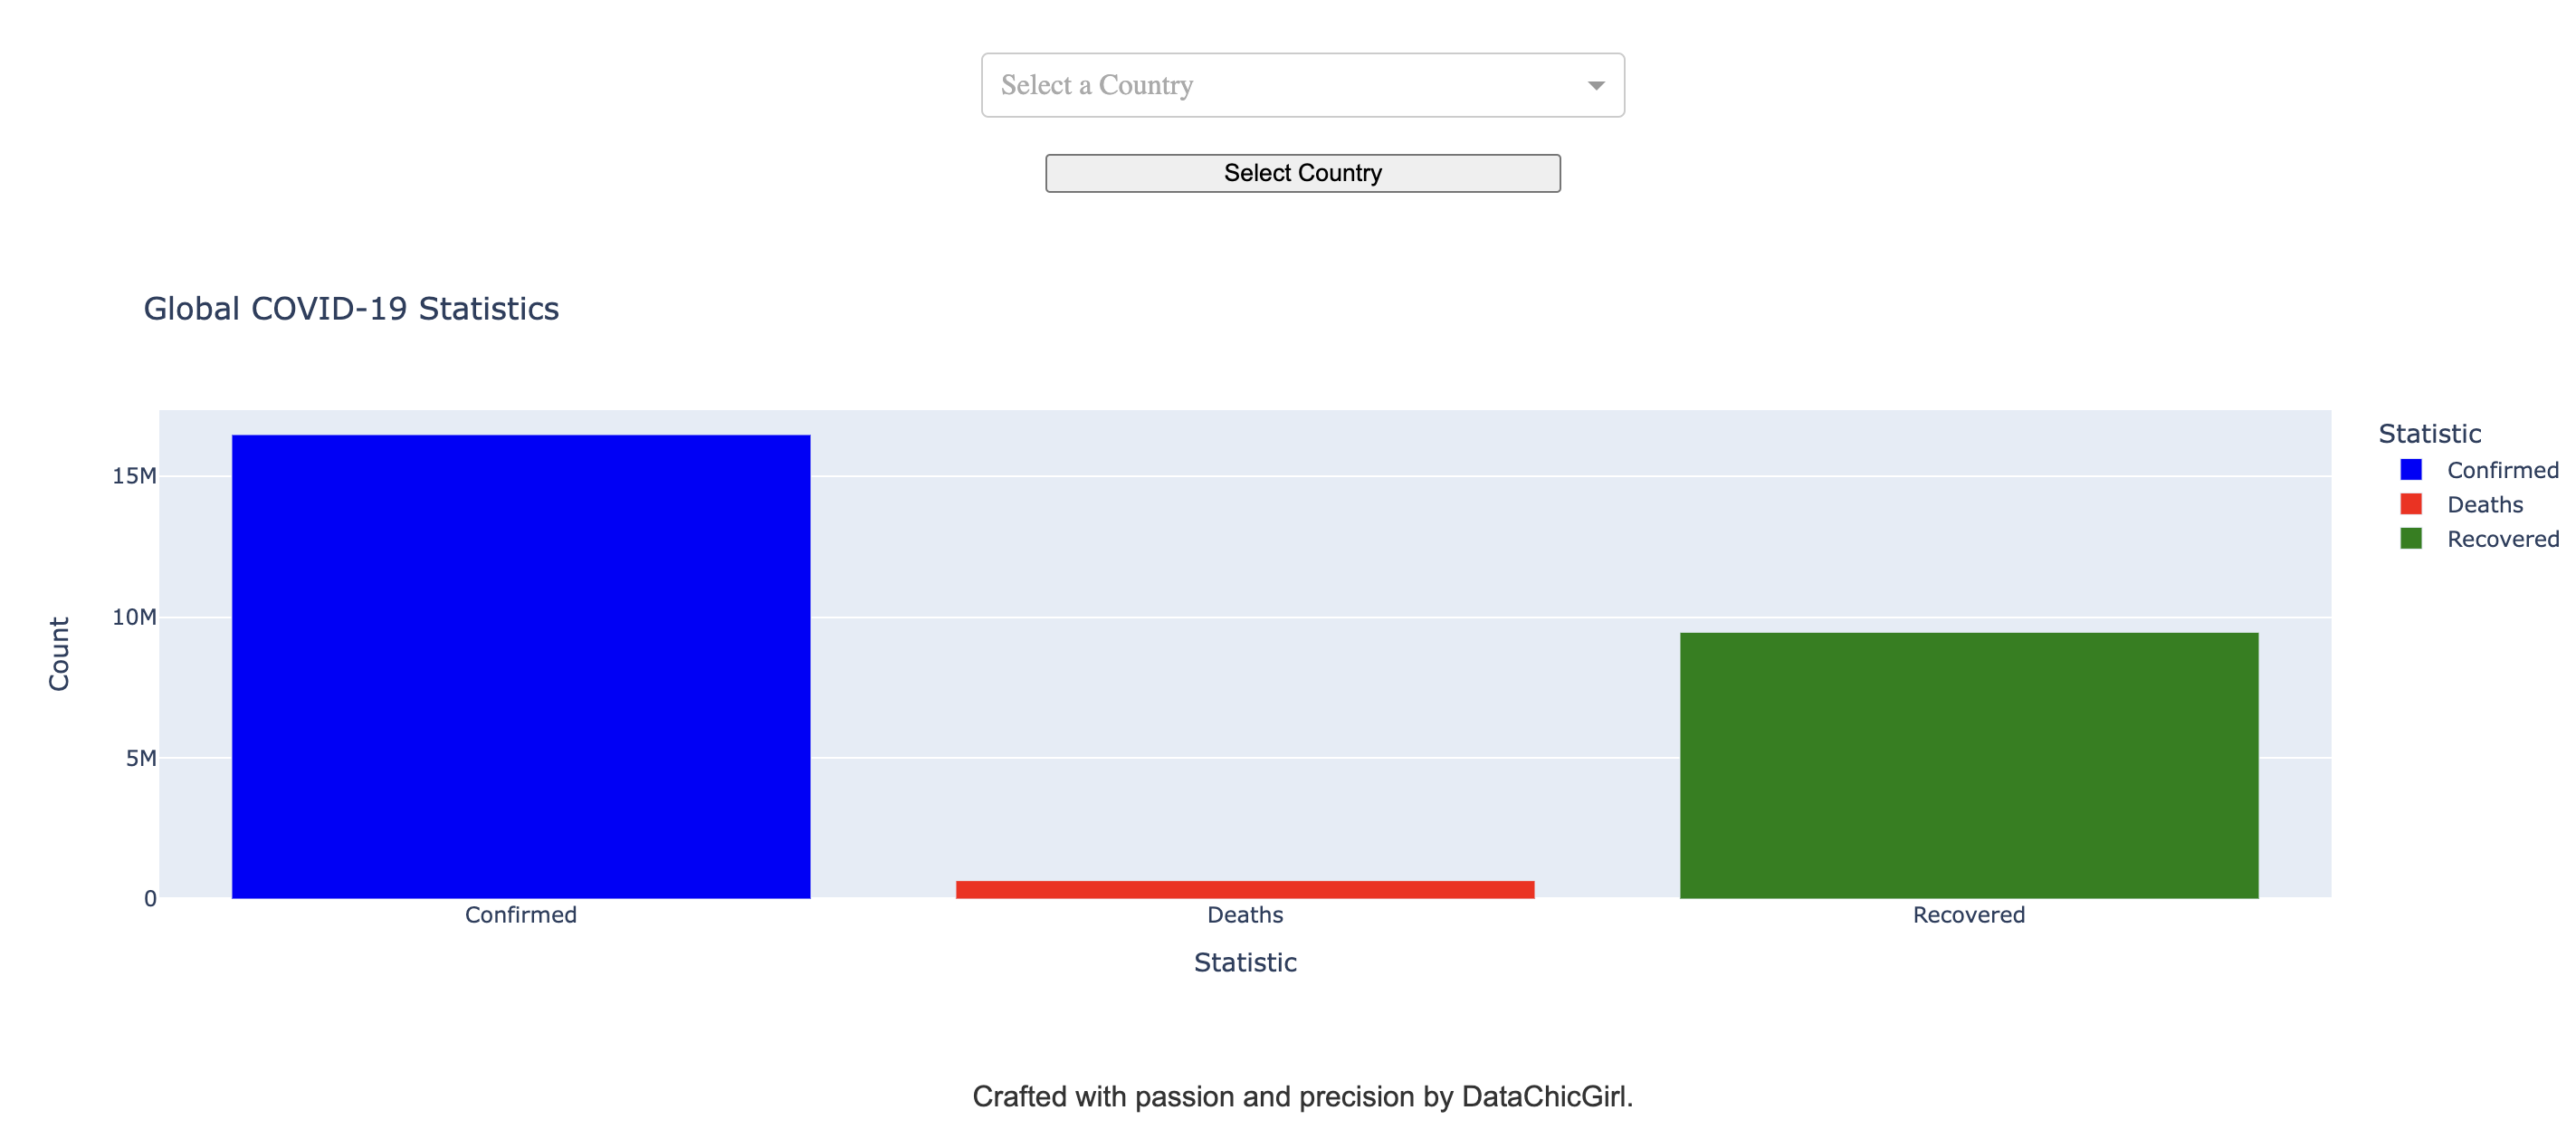 Select a Country
Select Country
Global COVID-19 Statistics
Statistic
Confirmed
Deaths
Recovered
15M
10M
5M
0
Count
Confirmed Deaths Recovered
Statistic
Crafted with passion and precision by DataChicGirl.